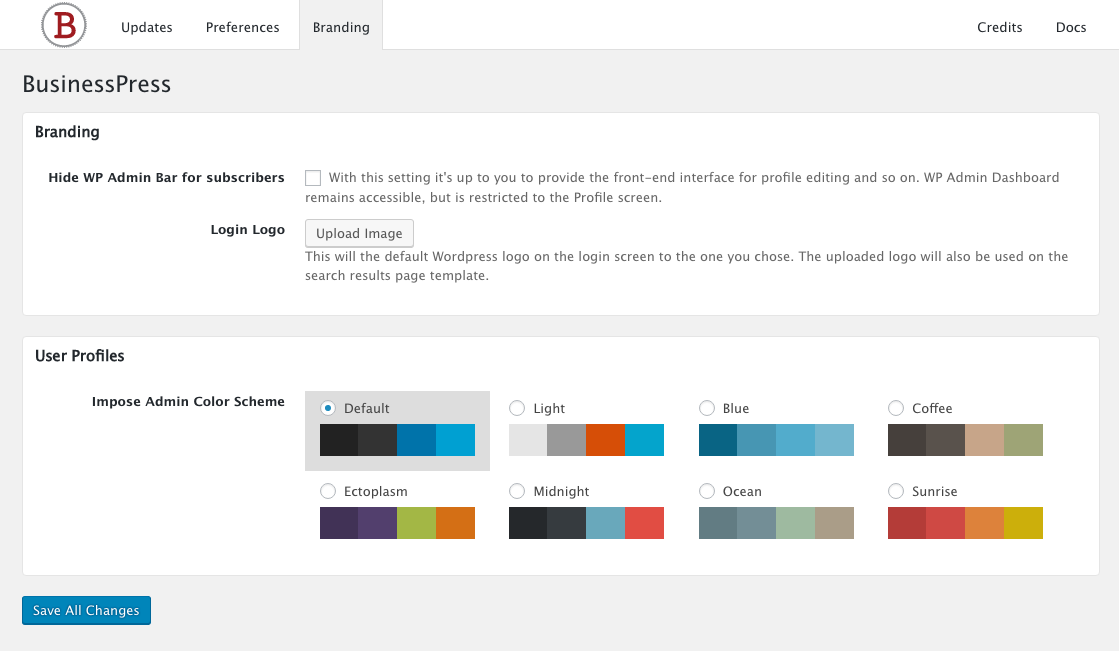 B Updates Preferences Branding Credits Docs
BusinessPress
Branding
Hide WP Admin Bar for subscribers With this setting it's up to you to provide the front-end interface for profile editing and so on. WP Admin Dashboard
remains accessible, but is restricted to the Profile screen.
Login Logo Upload Image
This will the default Wordpress logo on the login screen to the one you chose. The uploaded logo will also be used on the
search results page template.
User Profiles
Impose Admin Color Scheme Default Light Blue Coffee
Ectoplasm Midnight Ocean Sunrise
Save All Changes